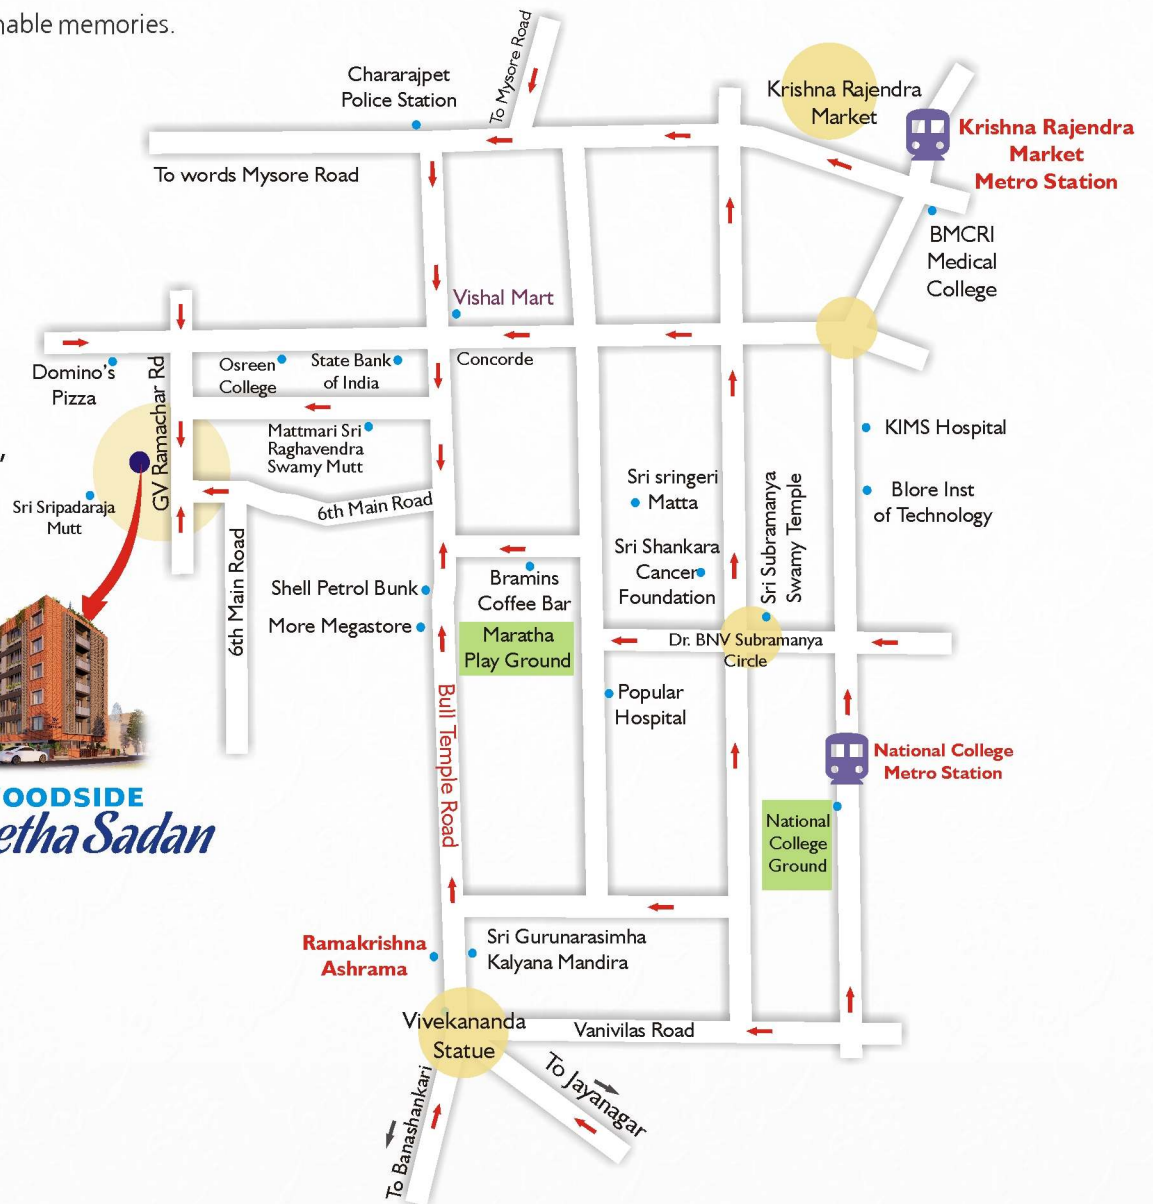 nable memories.
To Mysore Road
Chararajpet
Police Station
Krishna Rajendra
Market
Krishna Rajendra
Market
Metro Station
To words Mysore Road
BMCRI
Medical
College
Vishal Mart
Domino's
Pizza
GV Ramachar Rd
Osreen
College
State Bank
of India
Concorde
Mattmari Sri
Raghavendra
Swamy Mutt
KIMS Hospital
,
Sri Sripadaraja
Mutt
6th Main Road
Sri sringeri
Matta
Sri Subramanya
Swamy Temple
Blore Inst
of Technology
6th Main Road
Shell Petrol Bunk
More Megastore
Bramins
Coffee Bar
Sri Shankara
Cancer
Foundation
Maratha
Play Ground
Dr. BNV Subramanya
Circle
Bull Temple Road
Popular
Hospital
National College
Metro Station
OODSIDE
etha Sadan
National
College
Ground
Ramakrishna
Ashrama
Sri Gurunarasimha
Kalyana Mandira
Vivekananda
Statue
Vanivilas Road
To Banashankari
To Jayanagar